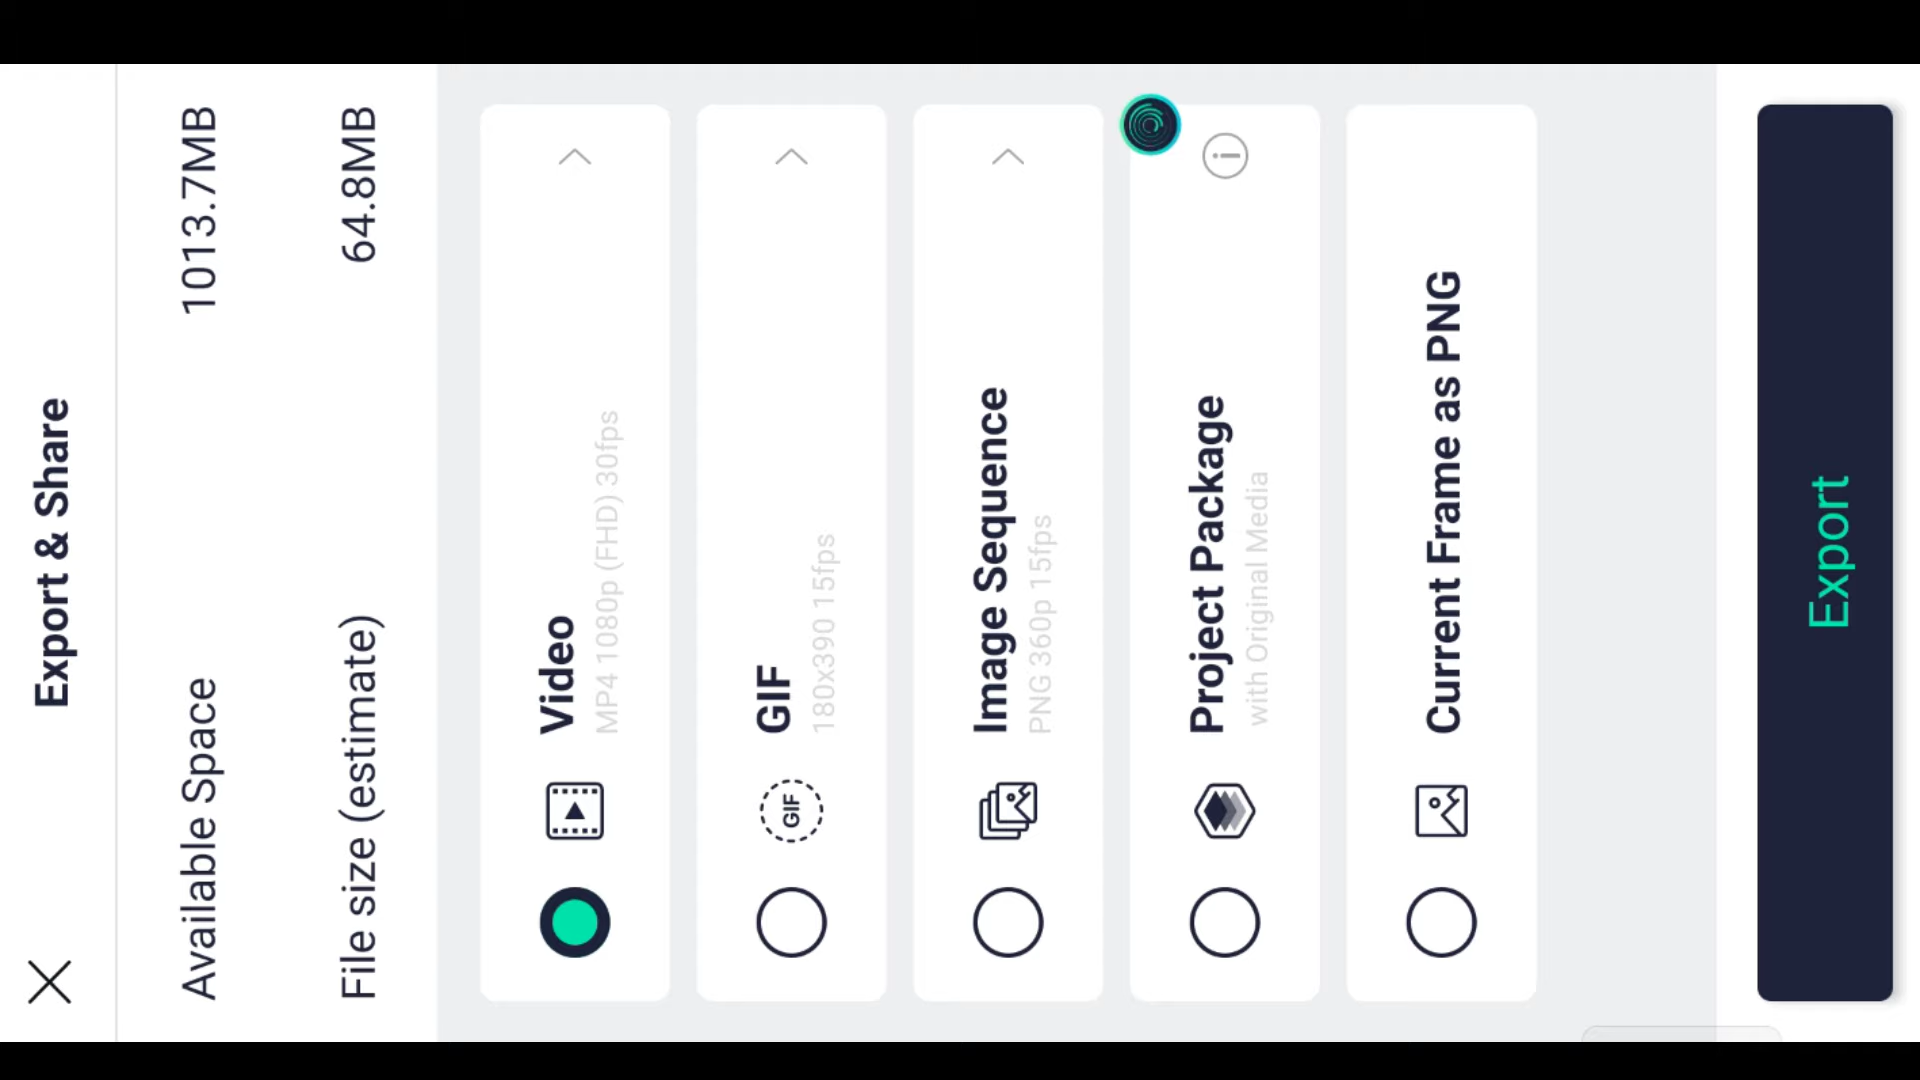 Export & Share
Available Space 1013.7MB
File size (estimate) 64.8MB
Video
MP4 1080p (FHD) 30fps
GIF
GIF
180x390 15fps
Image Sequence
PNG 360p 15fps
Project Package
with Original Media
Current Frame as PNG
Export